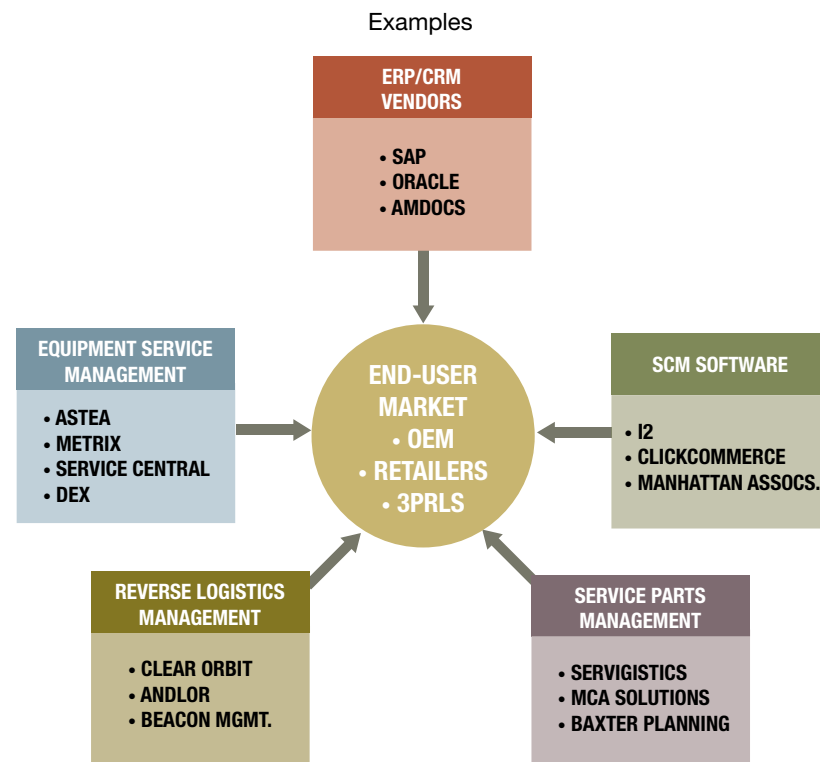 Examples
ERP/CRM
VENDORS
• SAP
• ORACLE
• AMDOCS
EQUIPMENT SERVICE
MANAGEMENT
• ASTEA
• METRIX
• SERVICE CENTRAL
• DEX
END-USER
MARKET
• OEM
• RETAILERS
• 3PRLS
SCM SOFTWARE
• I2
• CLICKCOMMERCE
• MANHATTAN ASSOCS.
REVERSE LOGISTICS
MANAGEMENT
• CLEAR ORBIT
• ANDLOR
• BEACON MGMT.
SERVICE PARTS
MANAGEMENT
• SERVIGISTICS
• MCA SOLUTIONS
• BAXTER PLANNING